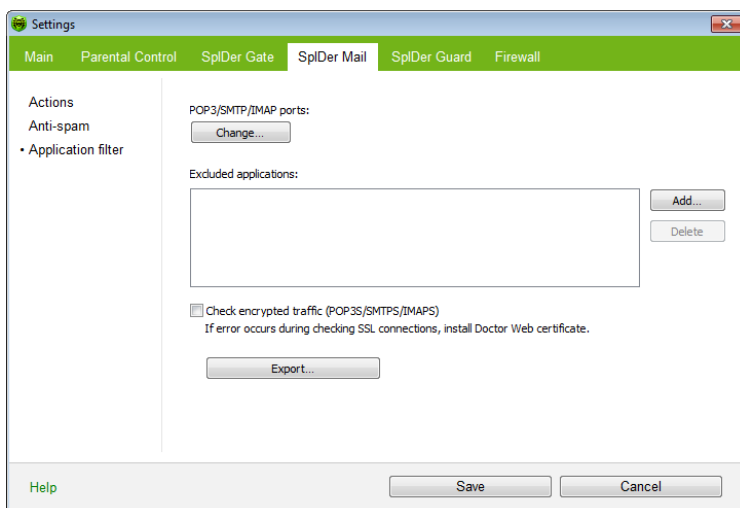 Settings
Main Parental Control SpIDer Gate SpIDer Mail SpIDer Guard Firewall
Actions
Anti-spam
• Application filter
POP3/SMTP/IMAP ports:
Change...
Excluded applications:
Add...
Delete
Check encrypted traffic (POP3S/SMTPS/IMAPS)
If error occurs during checking SSL connections, install Doctor Web certificate.
Export...
Help
Save
Cancel